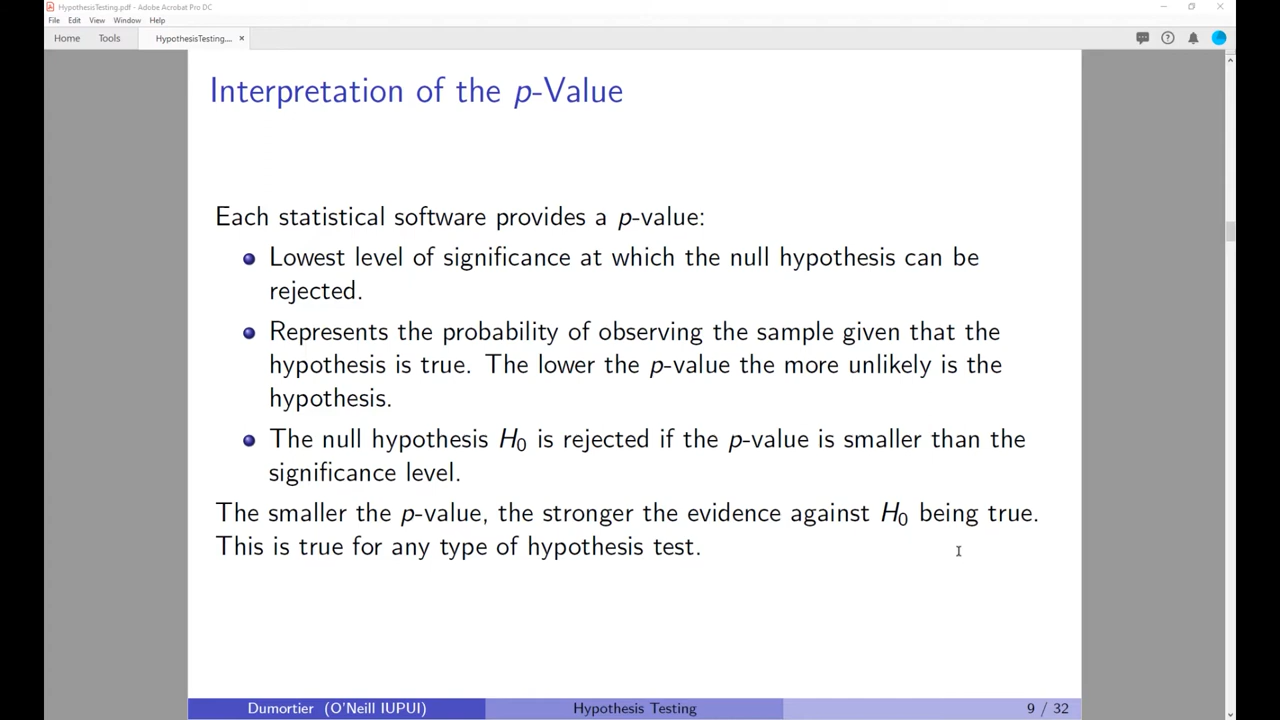 HypothesisTesting.pdf - Adobe Acrobat Pro DC
File Edit View Window Help
Home Tools HypothesisTesting.... ×
Interpretation of the p-Value
Each statistical software provides a p-value:
Lowest level of significance at which the null hypothesis can be
rejected.
Represents the probability of observing the sample given that the
hypothesis is true. The lower the p-value the more unlikely is the
hypothesis.
The null hypothesis H₀ is rejected if the p-value is smaller than the
significance level.
The smaller the p-value, the stronger the evidence against H₀ being true.
This is true for any type of hypothesis test.
Dumortier (O'Neill IUPUI) Hypothesis Testing 9 / 32